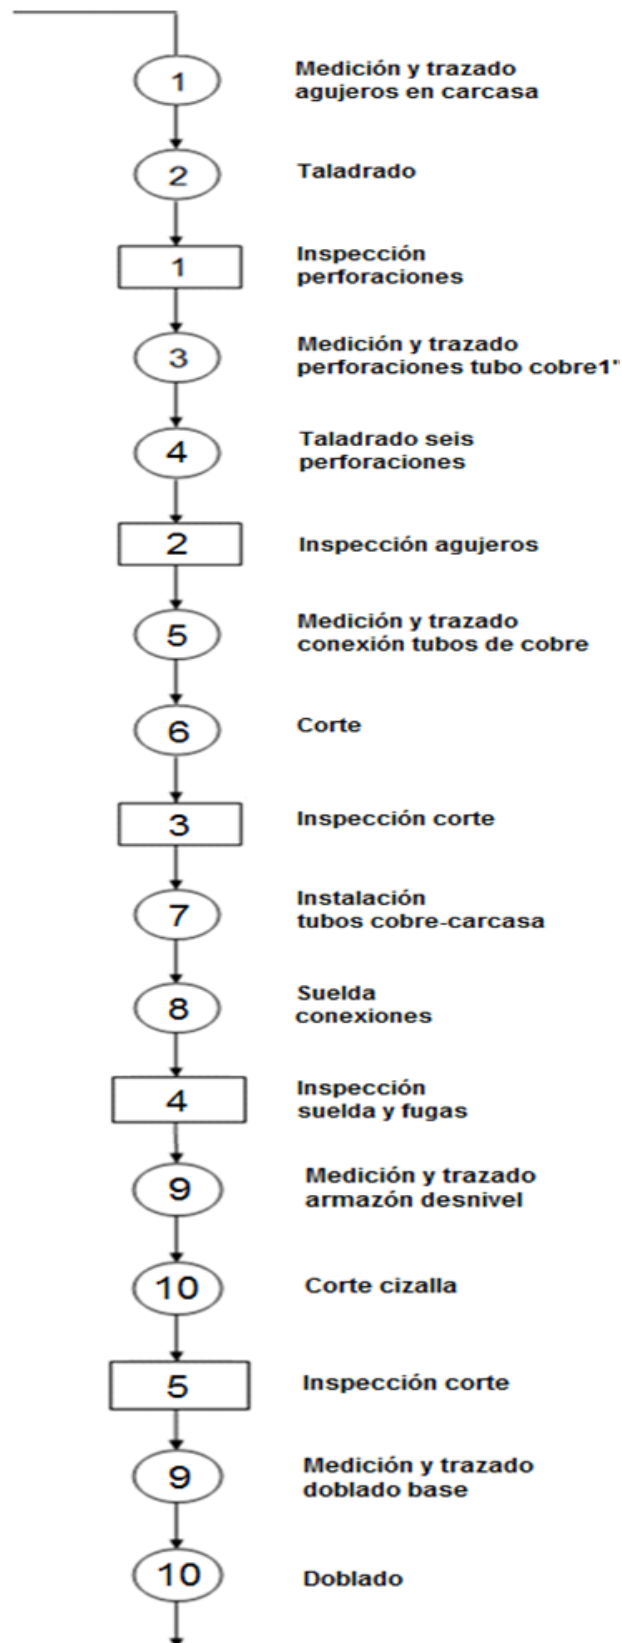 1
Medición y trazado
agujeros en carcasa
2
Taladrado
1
Inspección
perforaciones
3
Medición y trazado
perforaciones tubo cobre1"
4
Taladrado seis
perforaciones
2
Inspección agujeros
5
Medición y trazado
conexión tubos de cobre
6
Corte
3
Inspección corte
7
Instalación
tubos cobre-carcasa
8
Suelda
conexiones
4
Inspección
suelda y fugas
9
Medición y trazado
armazón desnivel
10
Corte cizalla
5
Inspección corte
9
Medición y trazado
doblado base
10
Doblado